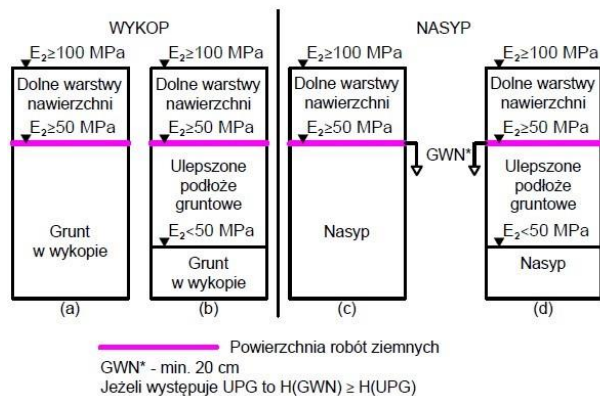 WYKOP
NASYP
E₂≥100 MPa
Dolne warstwy
nawierzchni
E₂≥50 MPa
Grunt
w wykopie
(a)
E₂≥100 MPa
Dolne warstwy
nawierzchni
E₂≥50 MPa
Ulepszone
podłoże
gruntowe
E₂<50 MPa
Grunt
w wykopie
(b)
E₂≥100 MPa
Dolne warstwy
nawierzchni
E₂≥50 MPa
GWN*
Nasyp
(c)
E₂≥100 MPa
Dolne warstwy
nawierzchni
E₂≥50 MPa
Ulepszone
podłoże
gruntowe
E₂<50 MPa
Nasyp
(d)
Powierzchnia robót ziemnych
GWN* - min. 20 cm
Jeżeli występuje UPG to H(GWN) ≥ H(UPG)